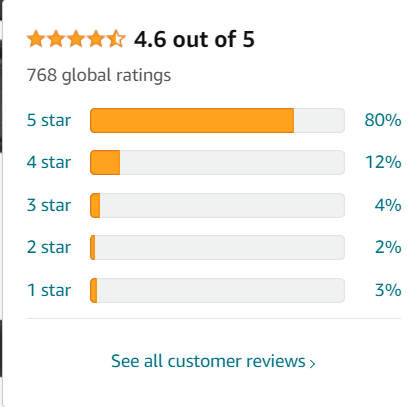 4.6 out of 5
768 global ratings
5 star 80%
4 star 12%
3 star 4%
2 star 2%
1 star 3%
See all customer reviews ›